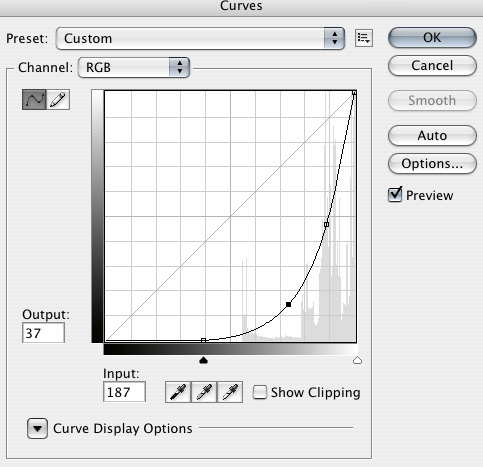 Curves
Preset: Custom
OK
Channel: RGB
Cancel
Smooth
Auto
Options...
Preview
Output:
37
Input:
187
Show Clipping
Curve Display Options